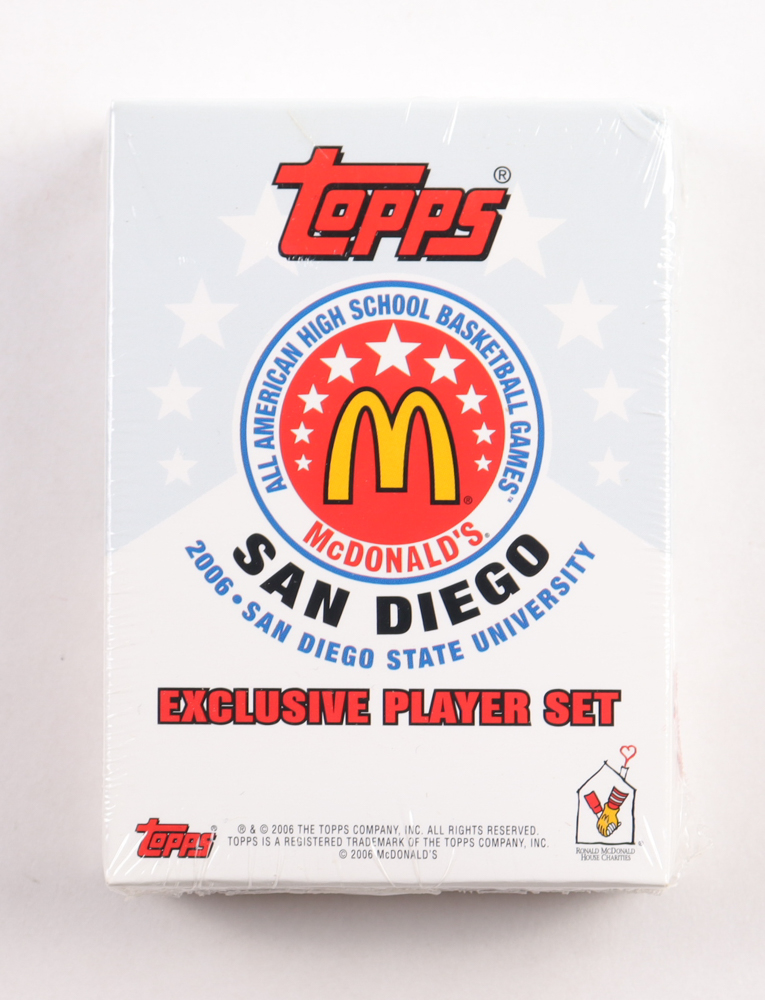 TOPPS®
ALL AMERICAN HIGH SCHOOL BASKETBALL GAMES™
M®
McDONALD'S®
SAN DIEGO
2006 • SAN DIEGO STATE UNIVERSITY
EXCLUSIVE PLAYER SET
TOPPS®
® & © 2006 THE TOPPS COMPANY, INC. ALL RIGHTS RESERVED.
TOPPS IS A REGISTERED TRADEMARK OF THE TOPPS COMPANY, INC.
© 2006 McDONALD'S
RONALD MCDONALD
HOUSE CHARITIES